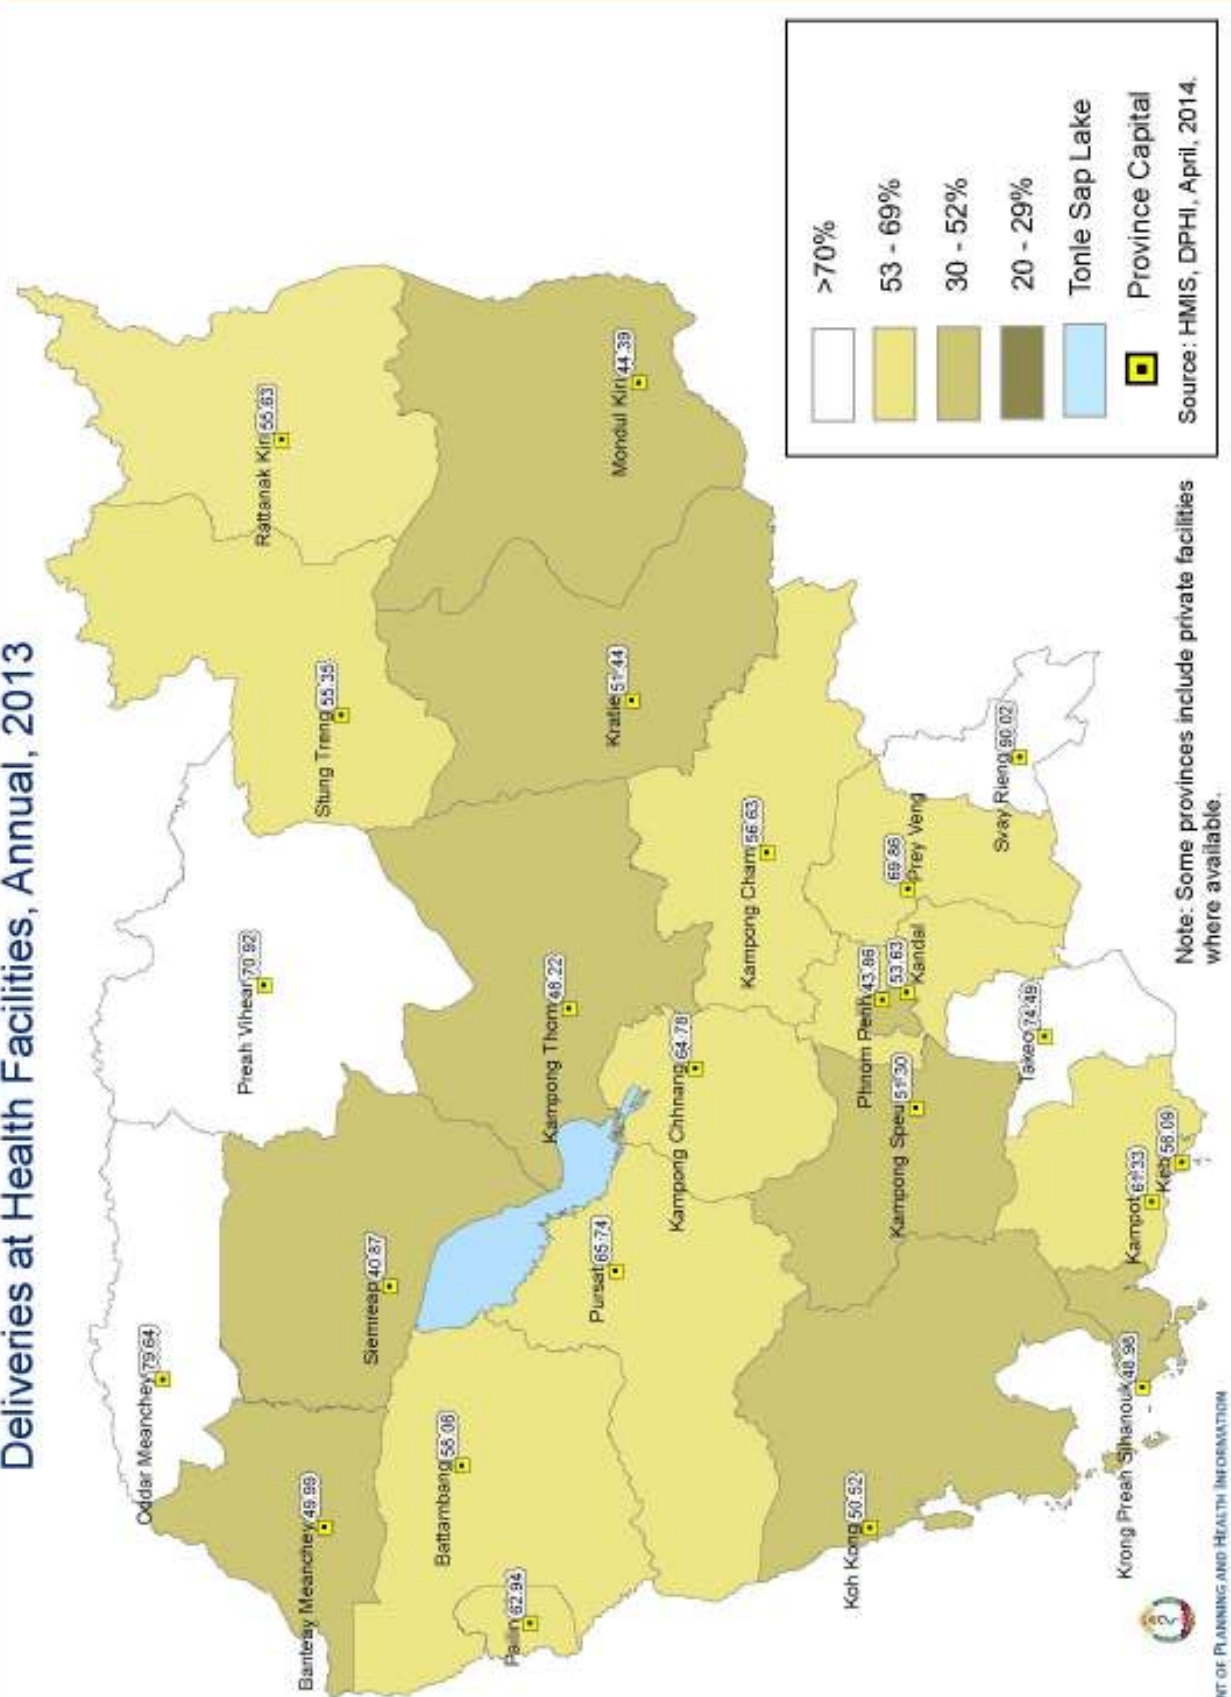 Deliveries at Health Facilities, Annual, 2013
Oddar Meanchey 79.64
Preah Vihear 70.92
Rattanak Kiri 55.63
Stung Treng 55.35
Banteay Meanchey 49.99
Siemreap 40.87
Battambang 58.08
Pailin 62.94
Kampong Thom 48.22
Pursat 65.74
Kratie 51.44
Mondul Kiri 44.39
Kampong Chhnang 64.78
Kampong Cham 56.63
Koh Kong 50.52
Kampong Speu 51.30
Phnom Penh 43.86
53.63
Kandal
69.86
Prey Veng
Svay Rieng 90.02
Takeo 74.49
Krong Preah Sihanouk 48.98
Kampot 61.33
Keb 56.09
>70%
53 - 69%
30 - 52%
20 - 29%
Tonle Sap Lake
Province Capital
Source: HMIS, DPHI, April, 2014.
Note: Some provinces include private facilities
where available.
NT OF PLANNING AND HEALTH INFORMATION